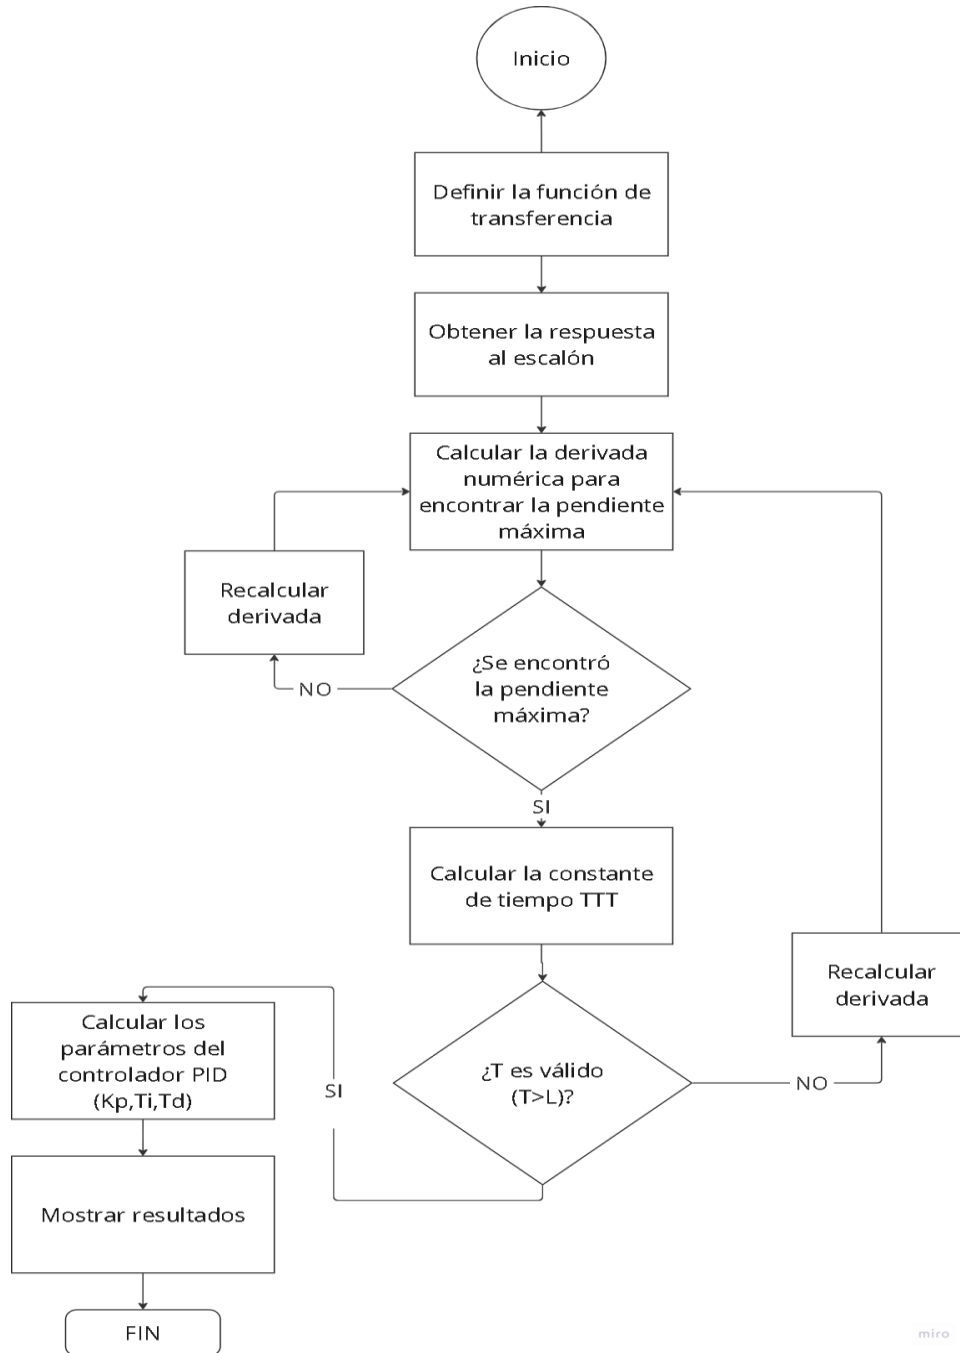 Inicio
Definir la función de
transferencia
Obtener la respuesta
al escalón
Calcular la derivada
numérica para
encontrar la pendiente
máxima
Recalcular
derivada
¿Se encontró
la pendiente
máxima?
NO
SI
Calcular la constante
de tiempo TTT
Recalcular
derivada
¿T es válido
(T>L)?
NO
SI
Calcular los
parámetros del
controlador PID
(Kp,Ti,Td)
Mostrar resultados
FIN
miro